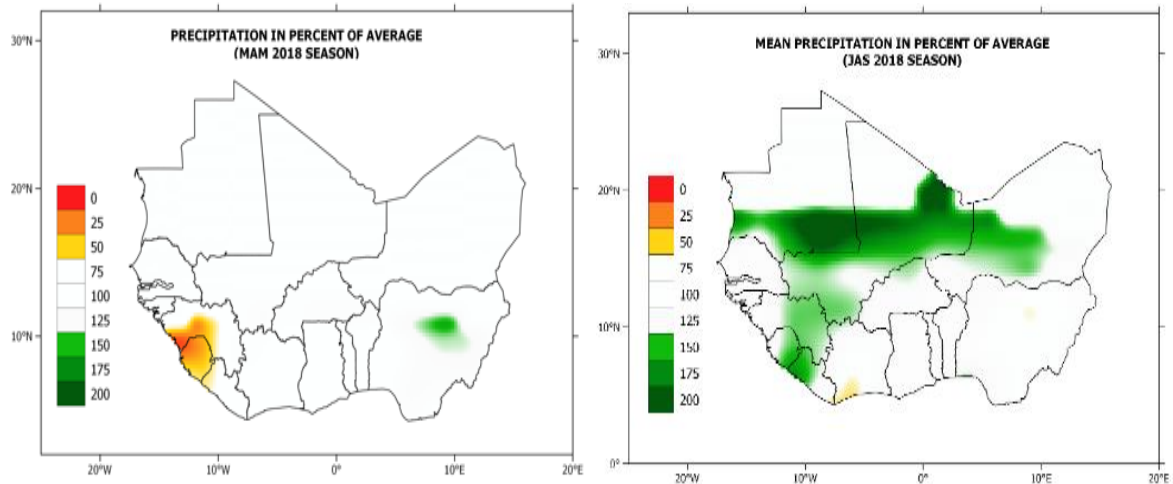 PRECIPITATION IN PERCENT OF AVERAGE
(MAM 2018 SEASON)
30°N
20°N
10°N
0
25
50
75
100
125
150
175
200
20°W
10°W
0°
10°E
20°E
MEAN PRECIPITATION IN PERCENT OF AVERAGE
(JAS 2018 SEASON)
30°N
20°N
10°N
0°
0
25
50
75
100
125
150
175
200
20°W
10°W
0°
10°E
20°E